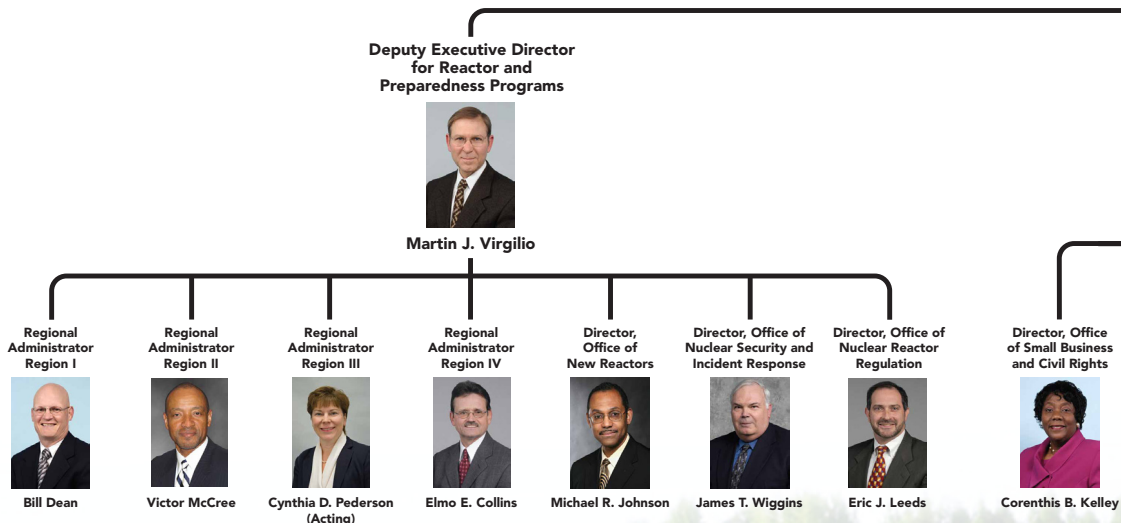 Deputy Executive Director
for Reactor and
Preparedness Programs
Martin J. Virgilio
Regional
Administrator
Region I
Bill Dean
Regional
Administrator
Region II
Victor McCree
Regional
Administrator
Region III
Cynthia D. Pederson
(Acting)
Regional
Administrator
Region IV
Elmo E. Collins
Director,
Office of
New Reactors
Michael R. Johnson
Director, Office of
Nuclear Security and
Incident Response
James T. Wiggins
Director, Office of
Nuclear Reactor
Regulation
Eric J. Leeds
Director, Office
of Small Business
and Civil Rights
Corenthis B. Kelley